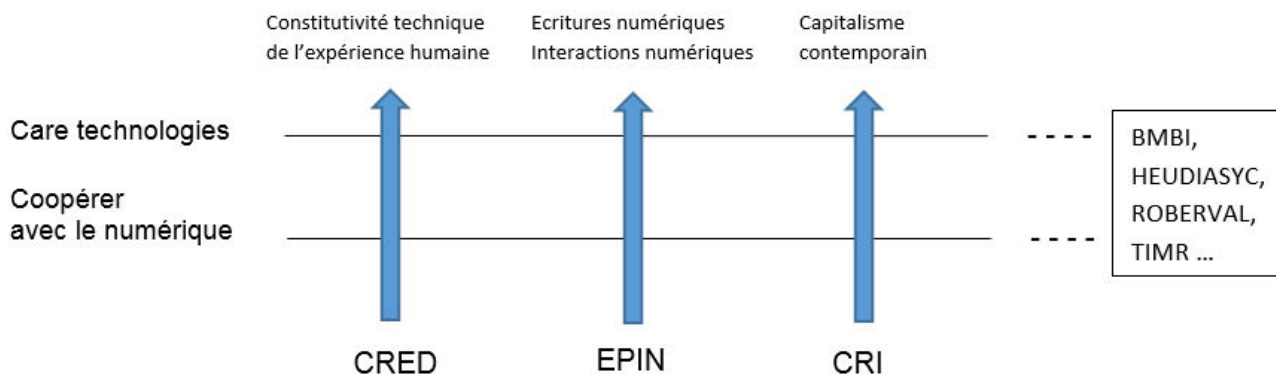 Constitutivité technique
de l'expérience humaine
Ecritures numériques
Interactions numériques
Capitalisme
contemporain
Care technologies
Coopérer
avec le numérique
BMBI,
HEUDIASYC,
ROBERVAL,
TIMR ...
CRED
EPIN
CRI